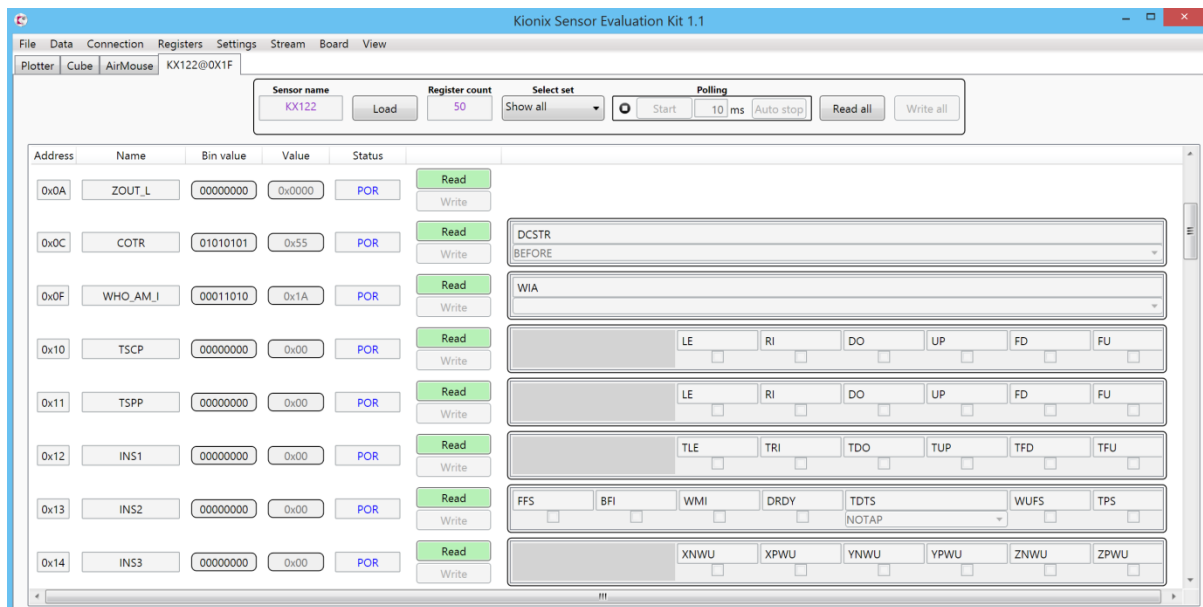 Kionix Sensor Evaluation Kit 1.1
File Data Connection Registers Settings Stream Board View
Plotter Cube AirMouse KX122@0X1F
Sensor name Register count Select set Polling
KX122 Load 50 Show all Start 10 ms Auto stop Read all Write all
Address Name Bin value Value Status
0x0A ZOUT_L 00000000 0x0000 POR Read
Write
0x0C COTR 01010101 0x55 POR Read DCSTR
Write BEFORE
0x0F WHO_AM_I 00011010 0x1A POR Read WIA
Write
0x10 TSCP 00000000 0x00 POR Read LE RI DO UP FD FU
Write
0x11 TSPP 00000000 0x00 POR Read LE RI DO UP FD FU
Write
0x12 INS1 00000000 0x00 POR Read TLE TRI TDO TUP TFD TFU
Write
0x13 INS2 00000000 0x00 POR Read FFS BFI WMI DRDY TDTS WUFS TPS
Write NOTAP
0x14 INS3 00000000 0x00 POR Read XNWU XPWU YNWU YPWU ZNWU ZPWU
Write